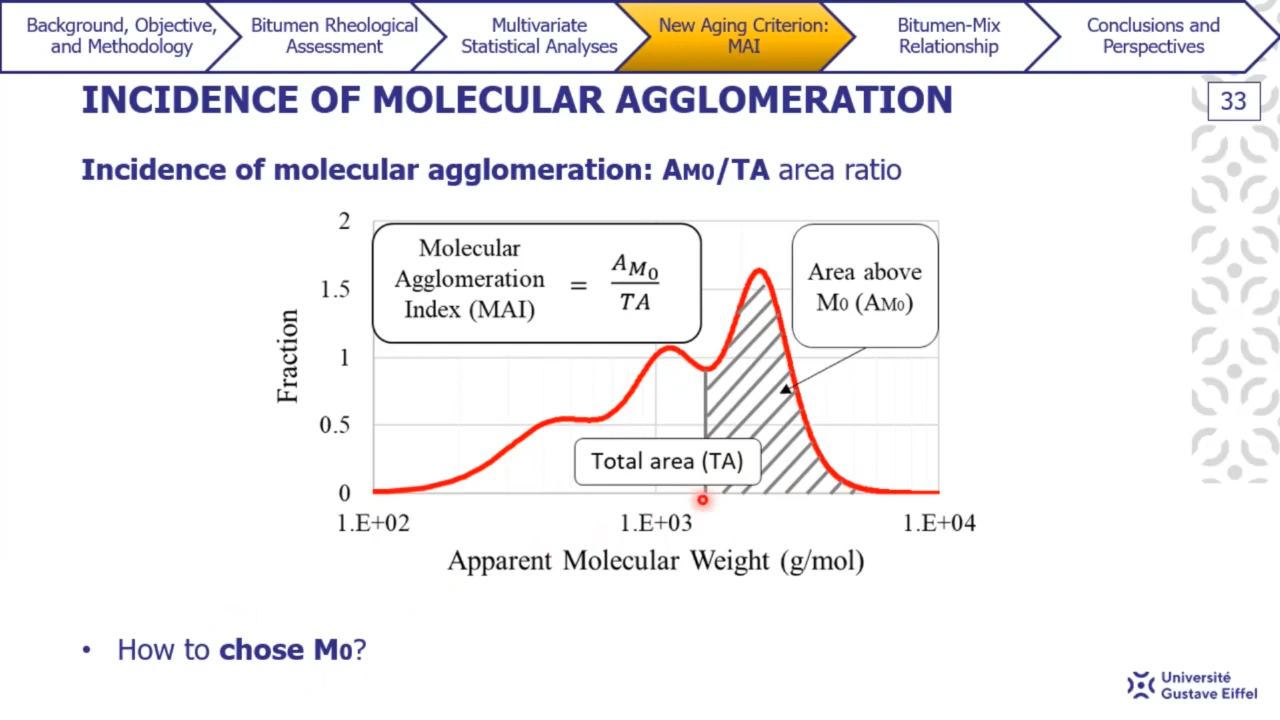 Background, Objective,
and Methodology
Bitumen Rheological
Assessment
Multivariate
Statistical Analyses
New Aging Criterion:
MAI
Bitumen-Mix
Relationship
Conclusions and
Perspectives
INCIDENCE OF MOLECULAR AGGLOMERATION
33
Incidence of molecular agglomeration: AM0/TA area ratio
2
1.5
1
0.5
0
Fraction
Molecular
Agglomeration
Index (MAI)
= A_M0 / TA
Area above
M0 (AM0)
Total area (TA)
1.E+02
1.E+03
1.E+04
Apparent Molecular Weight (g/mol)
• How to chose M0?
Université
Gustave Eiffel